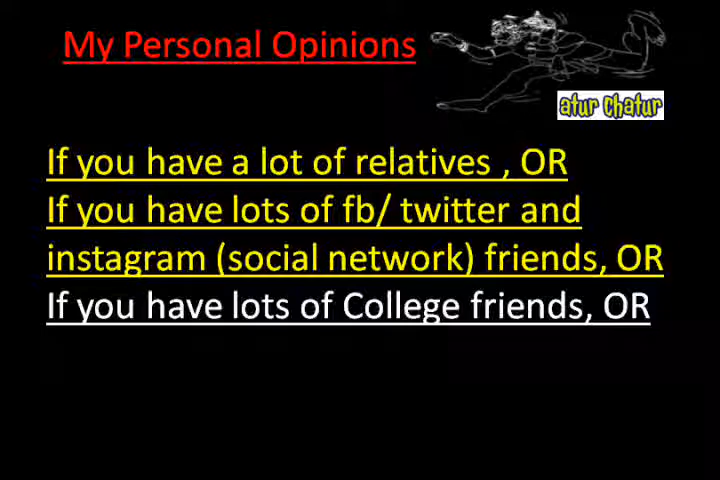 My Personal Opinions
atur chatur
If you have a lot of relatives , OR
If you have lots of fb/ twitter and
instagram (social network) friends, OR
If you have lots of College friends, OR